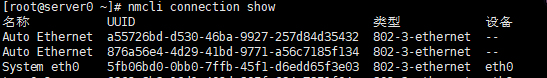 [root@server0 ~]# nmcli connection show
名称 UUID 类型 设备
Auto Ethernet a55726bd-d530-46ba-9927-257d84d35432 802-3-ethernet --
Auto Ethernet 876a56e4-4d29-41bd-9771-a56c7185f134 802-3-ethernet --
System eth0 5fb06bd0-0bb0-7ffb-45f1-d6edd65f3e03 802-3-ethernet eth0